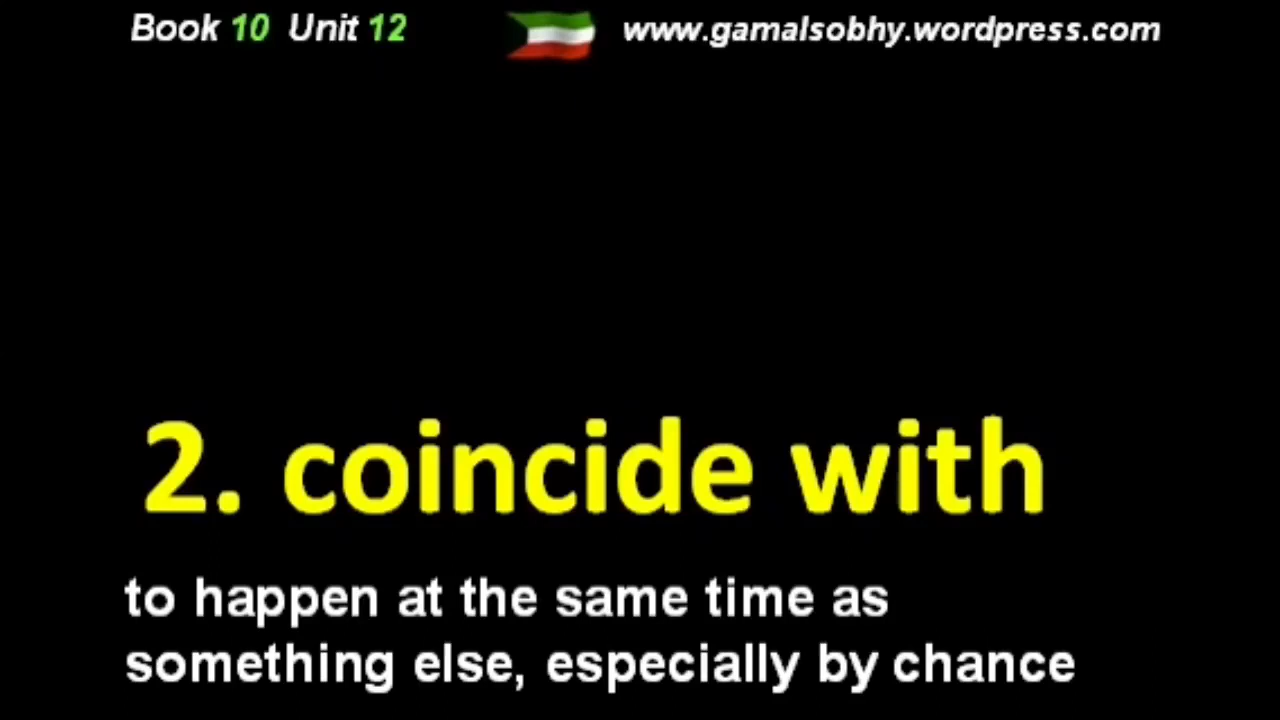 Book 10 Unit 12 www.gamalsobhy.wordpress.com
2. coincide with
to happen at the same time as
something else, especially by chance